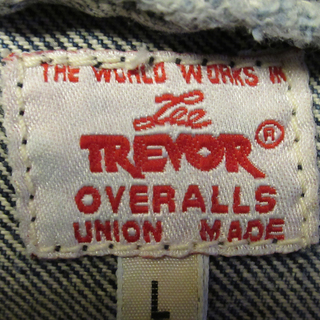 THE WORLD WORKS IN
Lee
TREVOR®
OVERALLS
UNION MADE
L